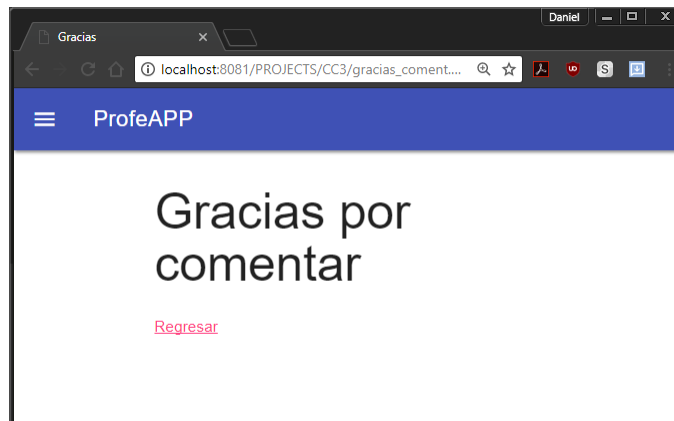 Daniel
Gracias
localhost:8081/PROJECTS/CC3/gracias_coment....
ProfeAPP
Gracias por
comentar
Regresar